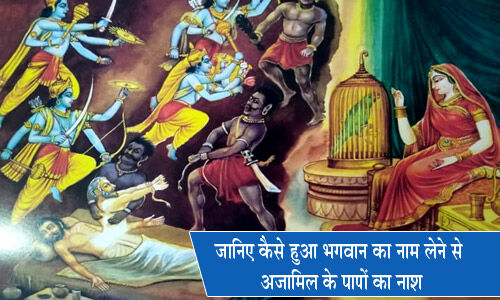 जानिए कैसे हुआ भगवान का नाम लेने से
अजामिल के पापों का नाश